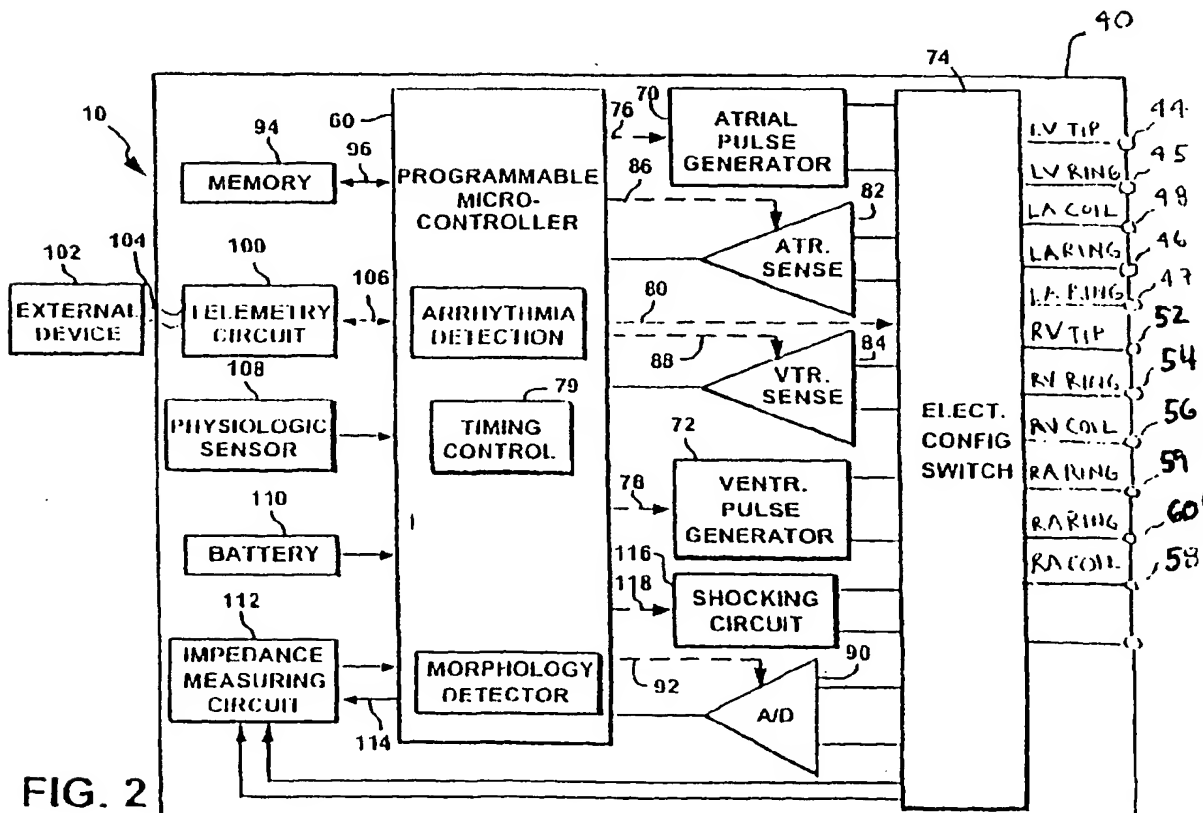 40
74
10
94
MEMORY
96
60
PROGRAMMABLE
MICRO-
CONTROLLER
76
70
ATRIAL
PULSE
GENERATOR
86
82
ATR.
SENSE
104
102
EXTERNAL
DEVICE
100
TELEMETRY
CIRCUIT
106
ARRHYTHMIA
DETECTION
80
88
84
VTR.
SENSE
108
PHYSIOLOGIC
SENSOR
79
TIMING
CONTROL
72
VENTR.
PULSE
GENERATOR
78
110
BATTERY
116
118
SHOCKING
CIRCUIT
112
IMPEDANCE
MEASURING
CIRCUIT
114
MORPHOLOGY
DETECTOR
92
90
A/D
ELECT.
CONFIG
SWITCH
LV TIP 44
LV RING 45
LA COIL 48
LA RING 46
LA RING 47
RV TIP 52
RV RING 54
RV COIL 56
RA RING 59
RA RING 60'
RA COIL 58
FIG. 2